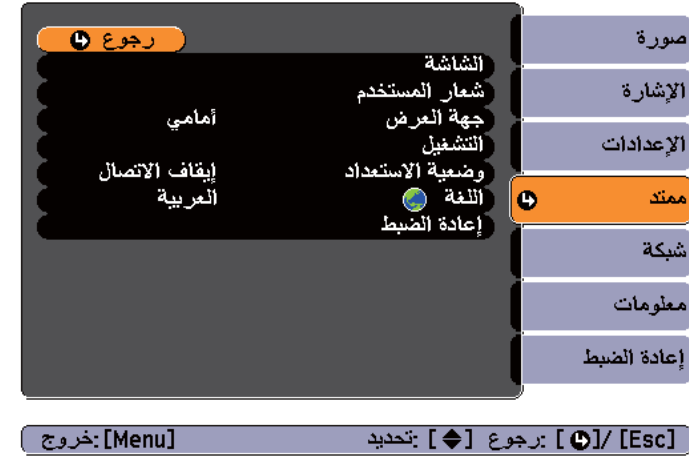 صورة
الإشارة
الإعدادات
ممتد
شبكة
معلومات
إعادة الضبط
رجوع
الشاشة
شعار المستخدم
جهة العرض أمامي
التشغيل
وضعية الاستعداد إيقاف الاتصال
اللغة العربية
إعادة الضبط
[Esc] /[ ] :رجوع [ ] :تحديد [Menu] :خروج